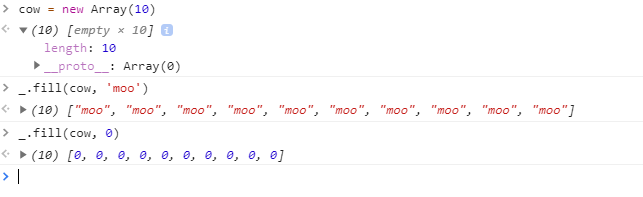 cow = new Array(10)
(10) [empty × 10] i
length: 10
__proto__: Array(0)
_.fill(cow, 'moo')
(10) ["moo", "moo", "moo", "moo", "moo", "moo", "moo", "moo", "moo", "moo"]
_.fill(cow, 0)
(10) [0, 0, 0, 0, 0, 0, 0, 0, 0, 0]